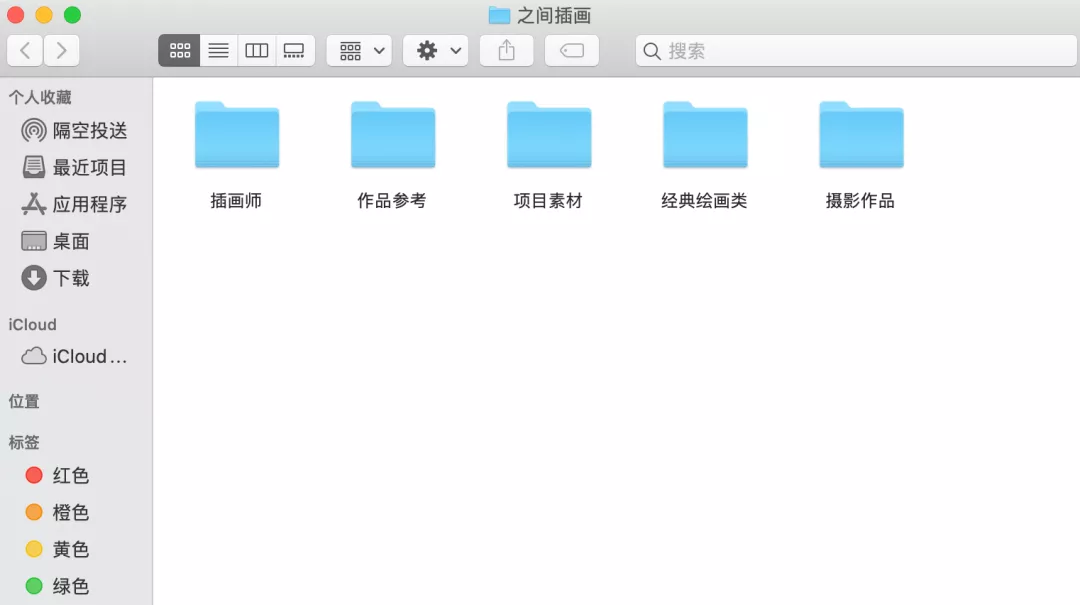 之间插画
搜索
个人收藏
隔空投送
最近项目
应用程序
桌面
下载
iCloud
iCloud…
位置
标签
红色
橙色
黄色
绿色
插画师
作品参考
项目素材
经典绘画类
摄影作品